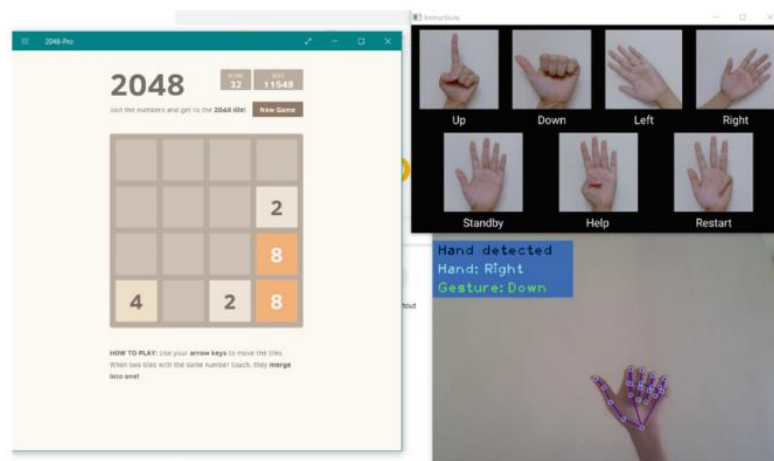 2048-Pro
2048
SCORE
32
BEST
11548
Join the numbers and get to the 2048 tile!
New Game
2
8
4
2
8
HOW TO PLAY: Use your arrow keys to move the tiles.
When two tiles with the same number touch, they merge
into one!
Instructions
Up
Down
Left
Right
Standby
Help
Restart
Hand detected
Hand: Right
Gesture: Down